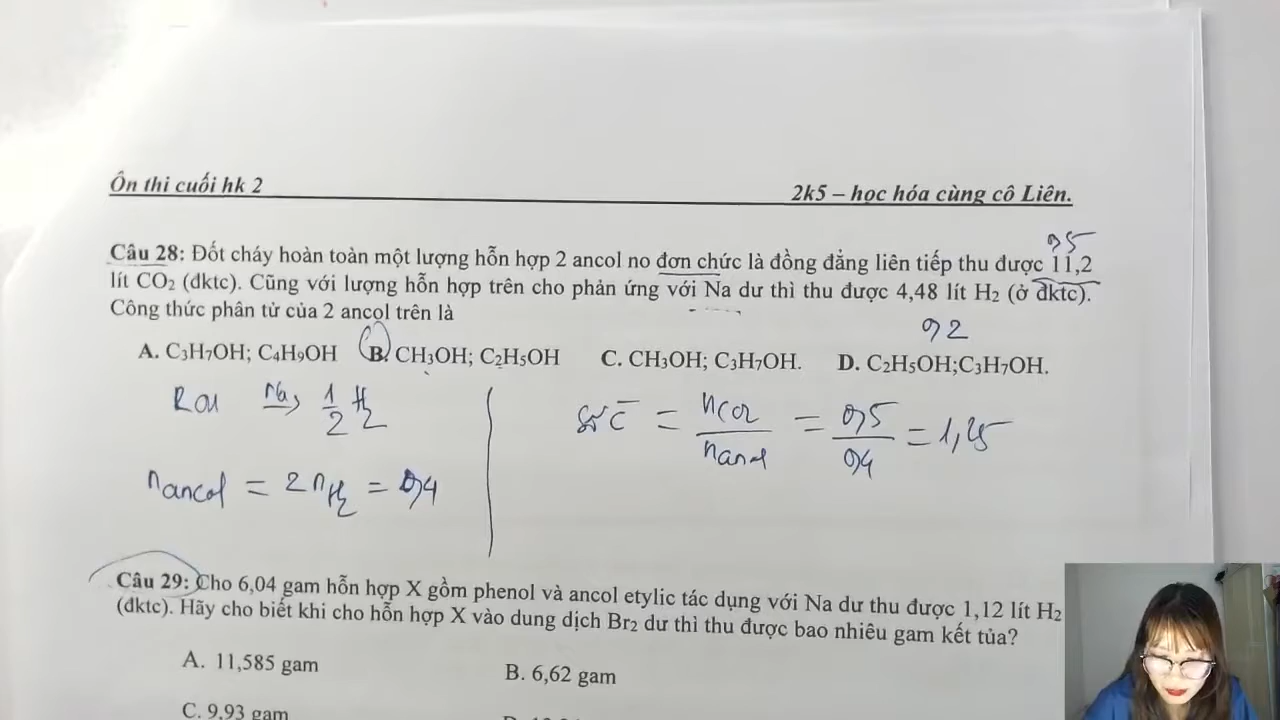 Ôn thi cuối hk 2
2k5 – học hóa cùng cô Liên.
0,5
Câu 28: Đốt cháy hoàn toàn một lượng hỗn hợp 2 ancol no đơn chức là đồng đẳng liên tiếp thu được 11,2
lít CO₂ (đktc). Cũng với lượng hỗn hợp trên cho phản ứng với Na dư thì thu được 4,48 lít H₂ (ở đktc).
Công thức phân tử của 2 ancol trên là
0,2
A. C₃H₇OH; C₄H₉OH B. CH₃OH; C₂H₅OH C. CH₃OH; C₃H₇OH. D. C₂H₅OH;C₃H₇OH.
ROH Na→ 1/2 H₂
số C̄ = nCO₂/nancol = 0,5/0,4 = 1,25
nancol = 2nH₂ = 0,4
Câu 29: Cho 6,04 gam hỗn hợp X gồm phenol và ancol etylic tác dụng với Na dư thu được 1,12 lít H₂
(đktc). Hãy cho biết khi cho hỗn hợp X vào dung dịch Br₂ dư thì thu được bao nhiêu gam kết tủa?
A. 11,585 gam B. 6,62 gam
C. 9,93 gam